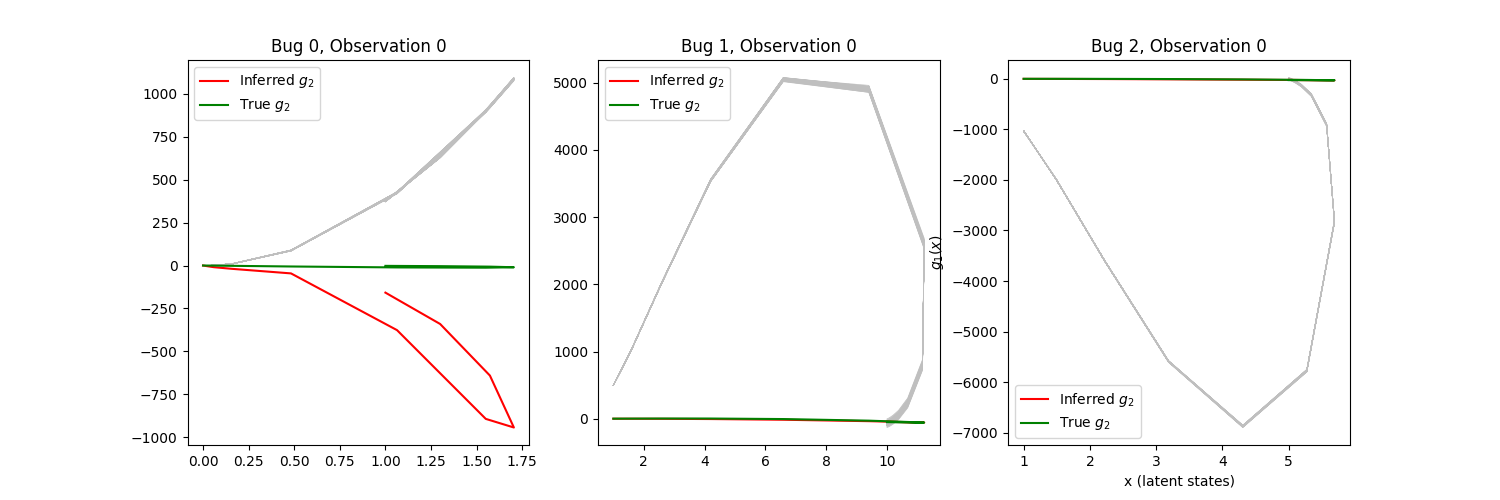 Bug 0, Observation 0
Inferred g₂
True g₂
1000
750
500
250
0
−250
−500
−750
−1000
0.00 0.25 0.50 0.75 1.00 1.25 1.50 1.75
Bug 1, Observation 0
Inferred g₂
True g₂
5000
4000
3000
2000
1000
0
2 4 6 8 10
Bug 2, Observation 0
g₁(x)
0
−1000
−2000
−3000
−4000
−5000
−6000
−7000
Inferred g₂
True g₂
1 2 3 4 5
x (latent states)